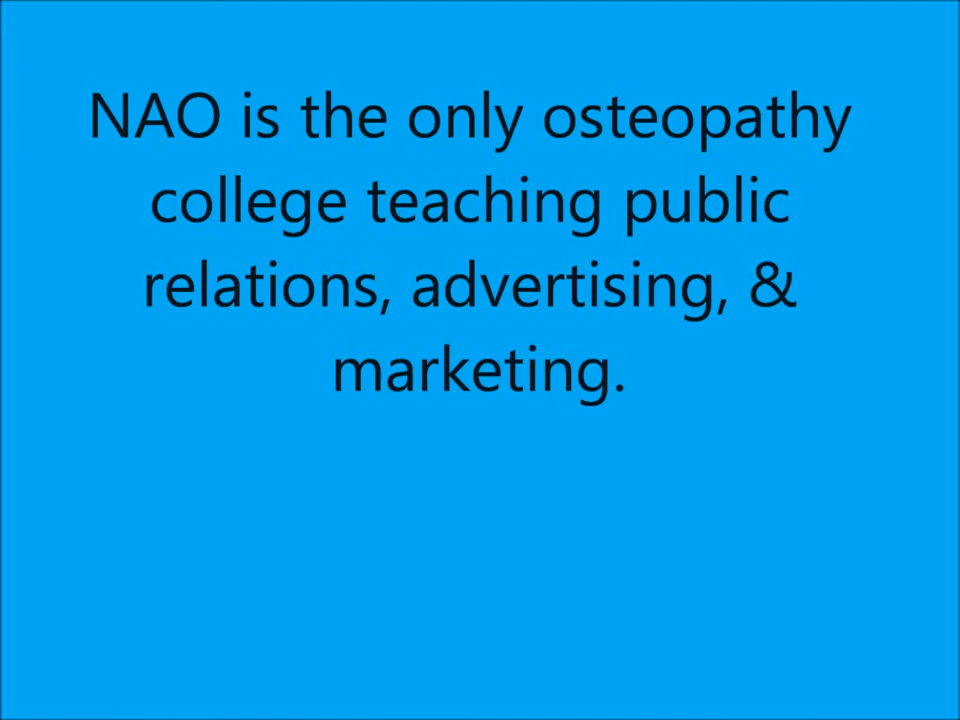 NAO is the only osteopathy
college teaching public
relations, advertising, &
marketing.